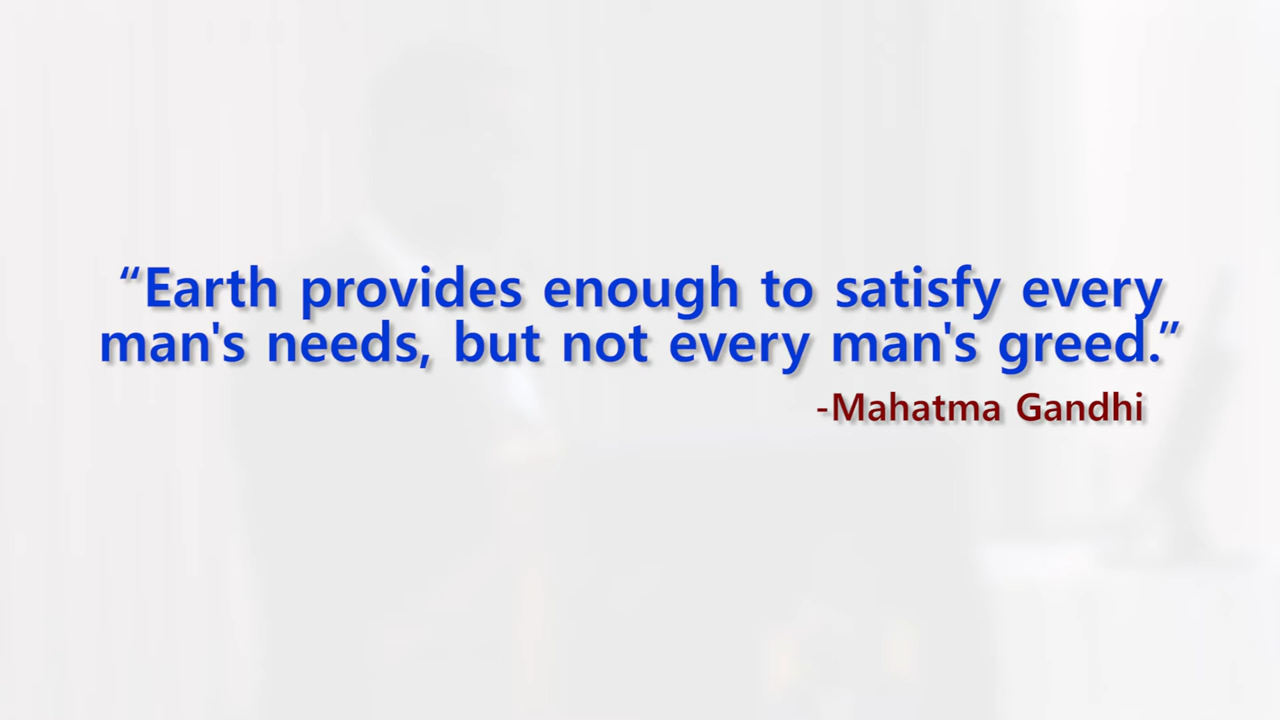 “Earth provides enough to satisfy every
man's needs, but not every man's greed.”
-Mahatma Gandhi